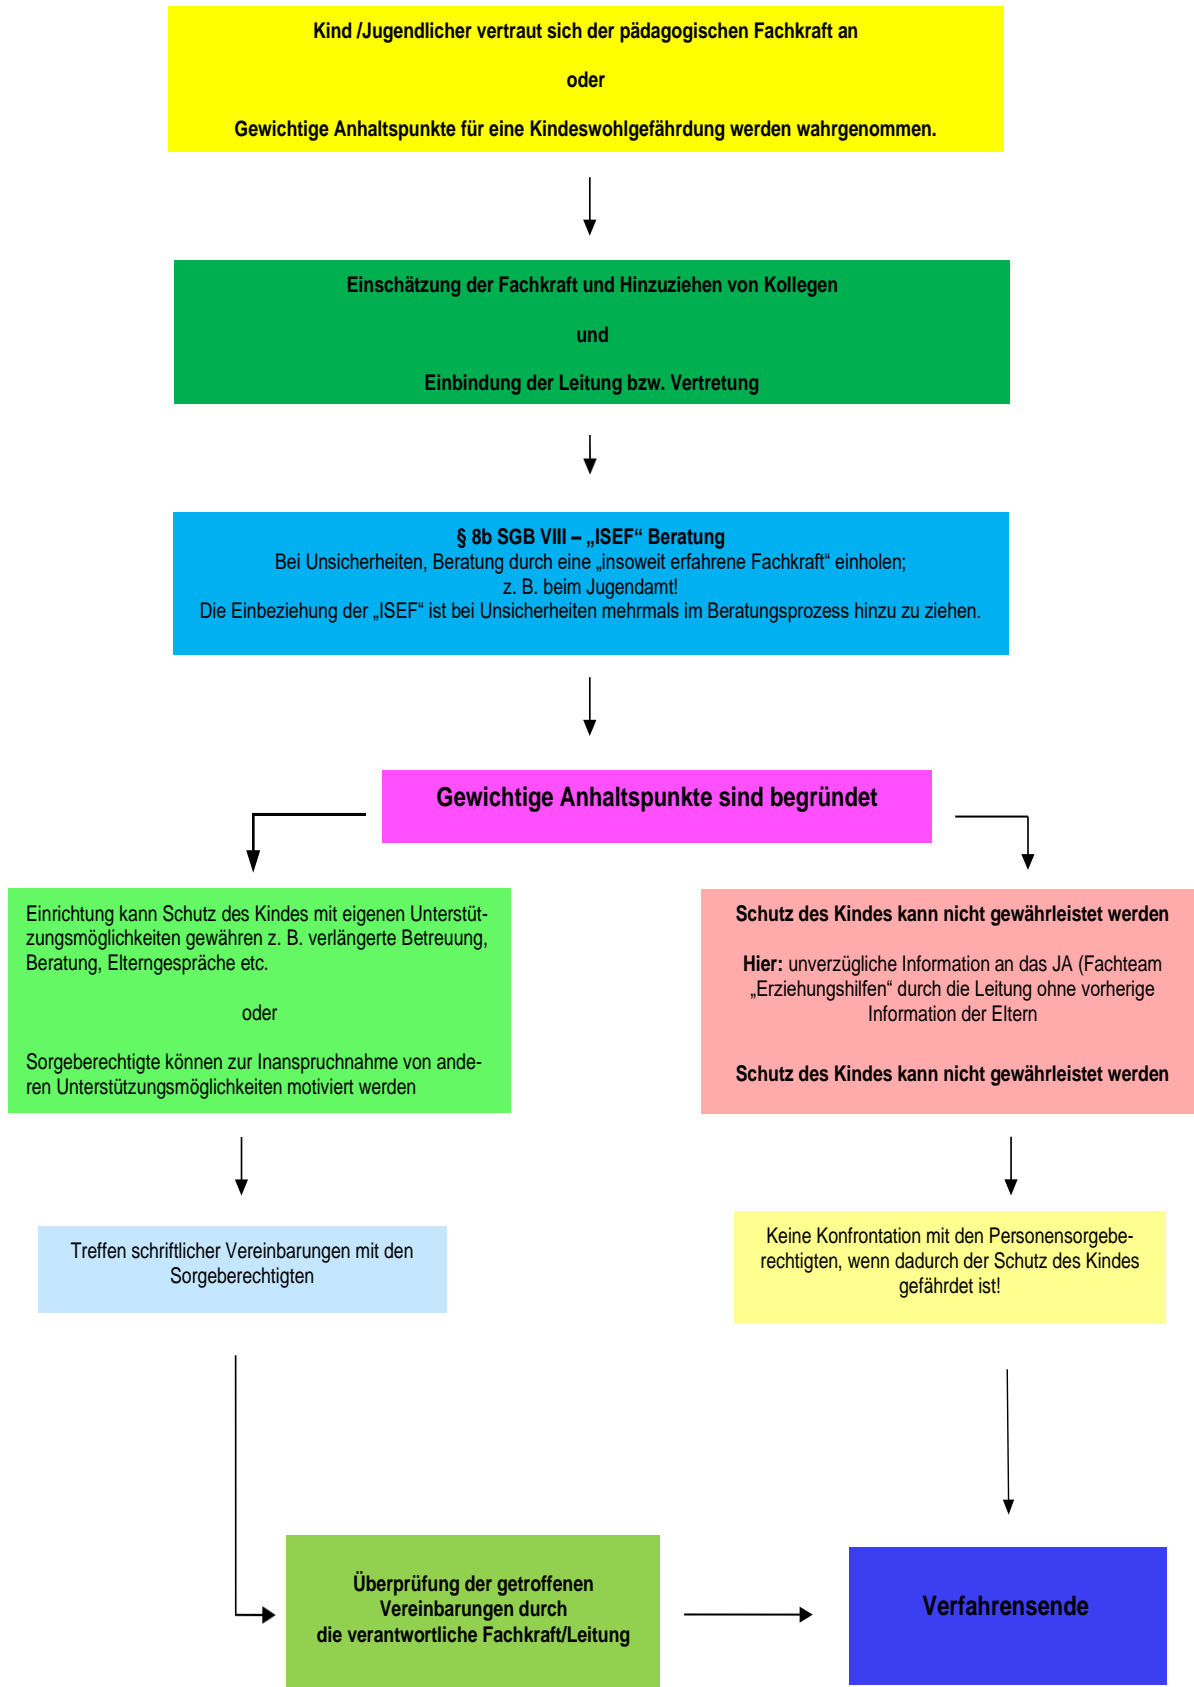 Kind /Jugendlicher vertraut sich der pädagogischen Fachkraft an
oder
Gewichtige Anhaltspunkte für eine Kindeswohlgefährdung werden wahrgenommen.
Einschätzung der Fachkraft und Hinzuziehen von Kollegen
und
Einbindung der Leitung bzw. Vertretung
§ 8b SGB VIII – „ISEF“ Beratung
Bei Unsicherheiten, Beratung durch eine „insoweit erfahrene Fachkraft“ einholen;
z. B. beim Jugendamt!
Die Einbeziehung der „ISEF“ ist bei Unsicherheiten mehrmals im Beratungsprozess hinzu zu ziehen.
Gewichtige Anhaltspunkte sind begründet
Einrichtung kann Schutz des Kindes mit eigenen Unterstüt-
zungsmöglichkeiten gewähren z. B. verlängerte Betreuung,
Beratung, Elterngespräche etc.
oder
Sorgeberechtigte können zur Inanspruchnahme von ande-
ren Unterstützungsmöglichkeiten motiviert werden
Schutz des Kindes kann nicht gewährleistet werden
Hier: unverzügliche Information an das JA (Fachteam
„Erziehungshilfen“ durch die Leitung ohne vorherige
Information der Eltern
Schutz des Kindes kann nicht gewährleistet werden
Treffen schriftlicher Vereinbarungen mit den
Sorgeberechtigten
Keine Konfrontation mit den Personensorgebe-
rechtigten, wenn dadurch der Schutz des Kindes
gefährdet ist!
Überprüfung der getroffenen
Vereinbarungen durch
die verantwortliche Fachkraft/Leitung
Verfahrensende